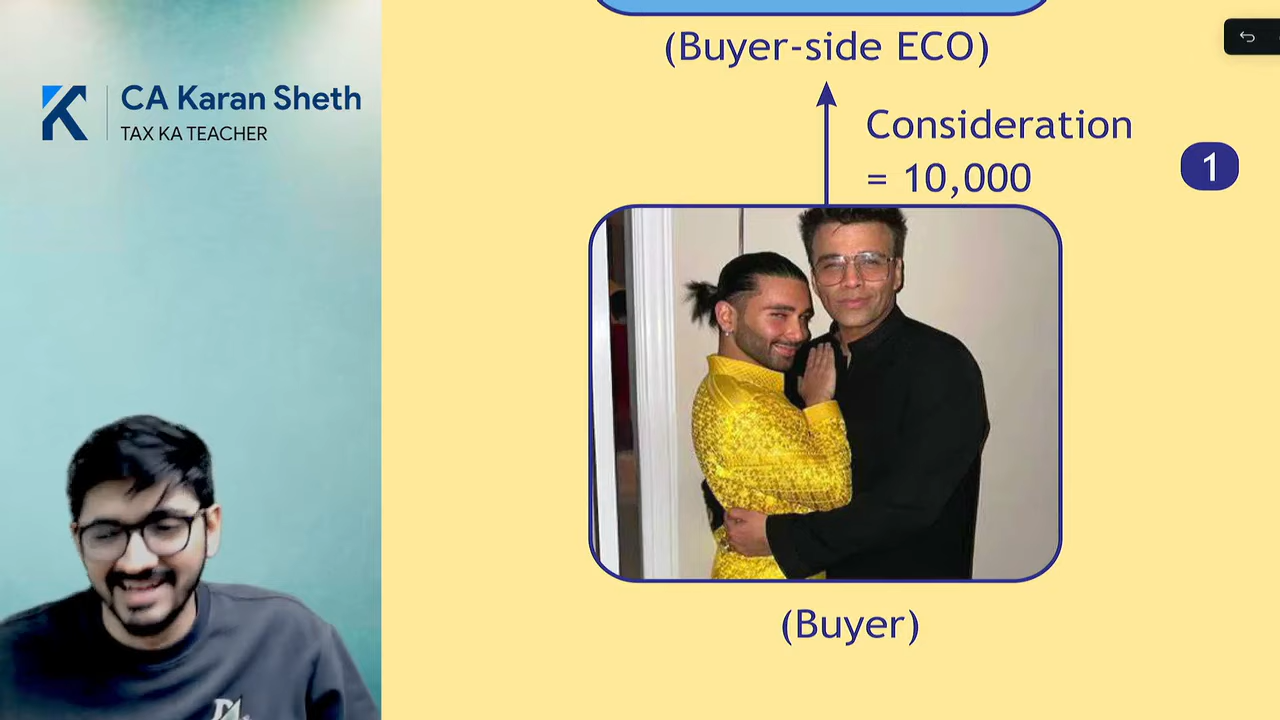 CA Karan Sheth
TAX KA TEACHER
(Buyer-side ECO)
Consideration
= 10,000
1
(Buyer)